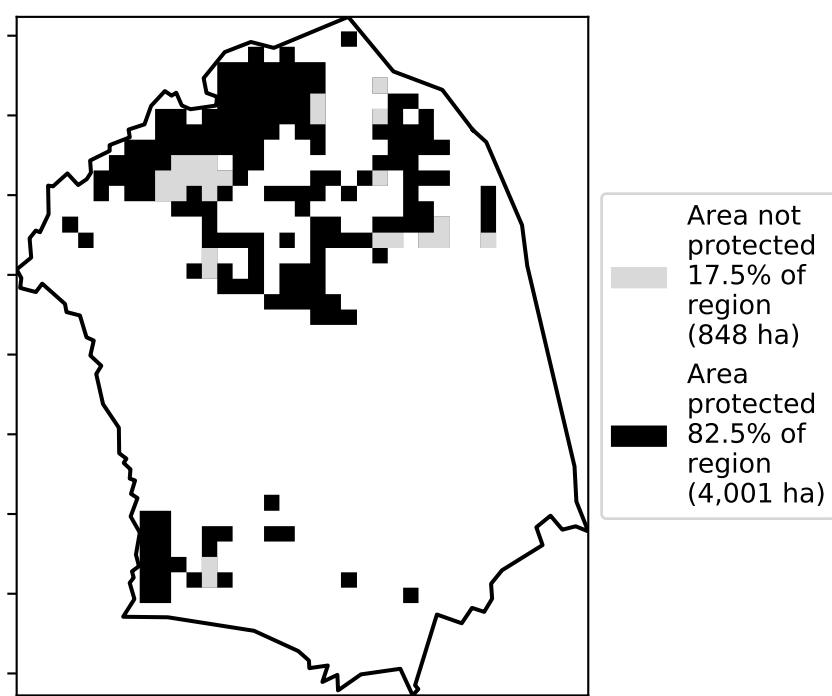 Area not
protected
17.5% of
region
(848 ha)
Area
protected
82.5% of
region
(4,001 ha)